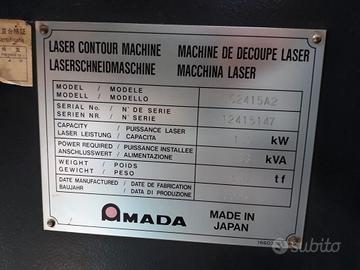 LASER CONTOUR MACHINE MACHINE DE DECOUPE LASER
LASERSCHNEIDMASCHINE MACCHINA LASER
MODEL / MODELE
MODELL / MODELLO
SERIAL No. / N° DE SERIE
SERIEN NR. / N° SERIE
12415147
CAPACITY / PUISSANCE LASER
LASER LEISTUNG / CAPACITA
kW
POWER REQUIRED / PUISSANCE INSTALLEE
ANSCHLUSSWERT / ALIMENTAZIONE
kVA
WEIGHT / POIDS
GEWICHT / PESO
tf
DATE MANUFACTURED / DATE DE FABRICATION
BAUJAHR / DATA DI PRODUZIONE
AMADA
MADE IN
JAPAN
subito